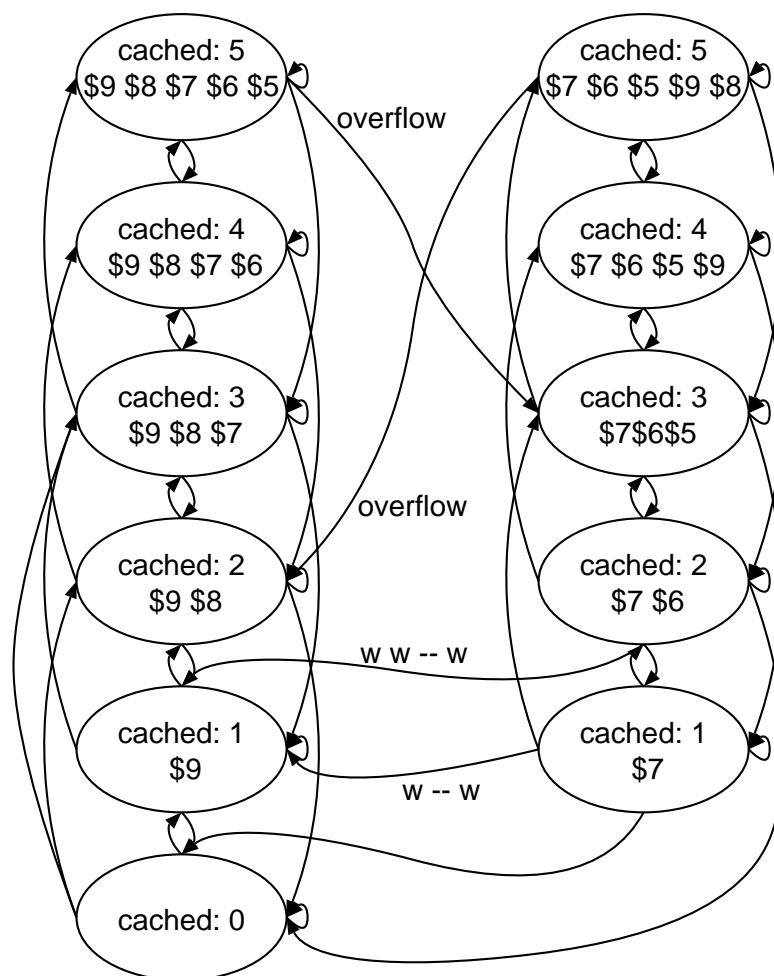 cached: 5
$9 $8 $7 $6 $5
cached: 5
$7 $6 $5 $9 $8
overflow
cached: 4
$9 $8 $7 $6
cached: 4
$7 $6 $5 $9
cached: 3
$9 $8 $7
cached: 3
$7$6$5
overflow
cached: 2
$9 $8
cached: 2
$7 $6
w w -- w
cached: 1
$9
cached: 1
$7
w -- w
cached: 0